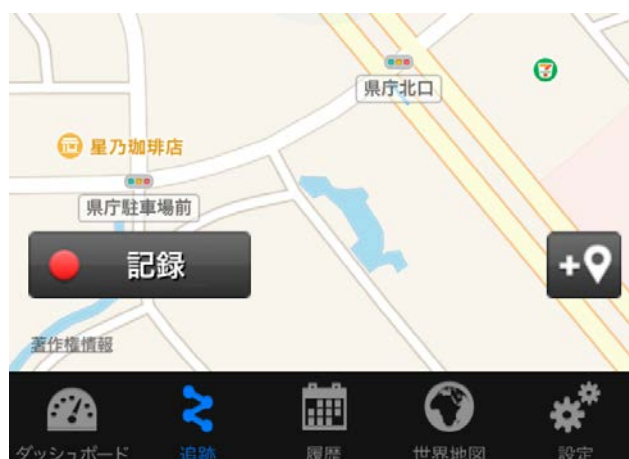 県庁北口
星乃珈琲店
県庁駐車場前
記録
著作権情報
ダッシュボード
追跡
履歴
世界地図
設定